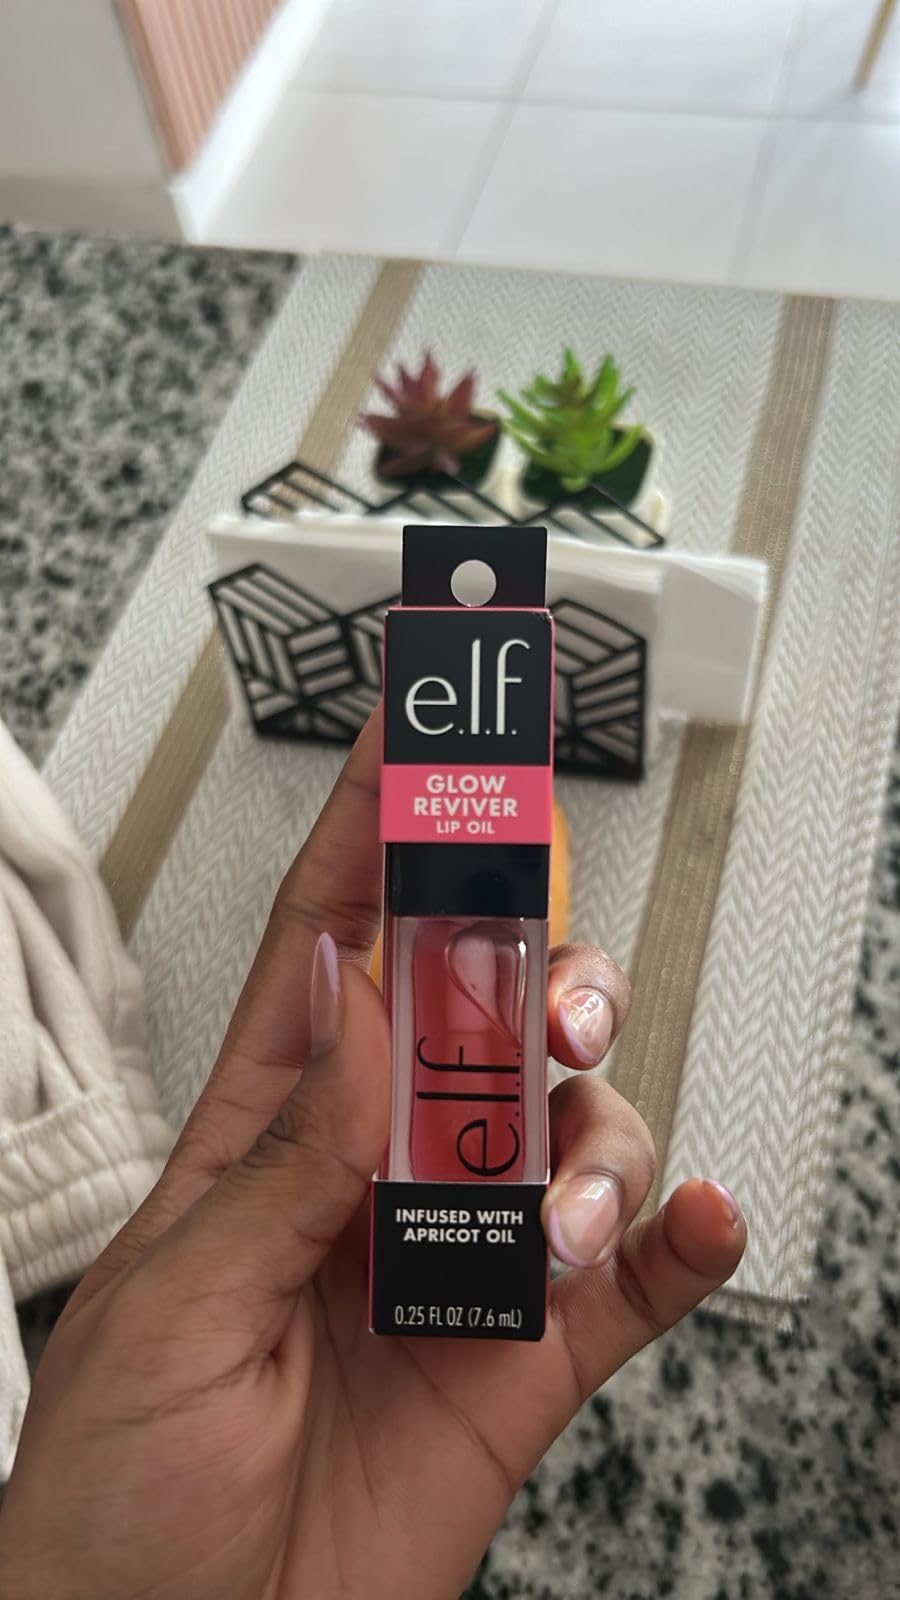 e.l.f.
GLOW
REVIVER
LIP OIL
e.l.f.
INFUSED WITH
APRICOT OIL
0.25 FL OZ (7.6 mL)